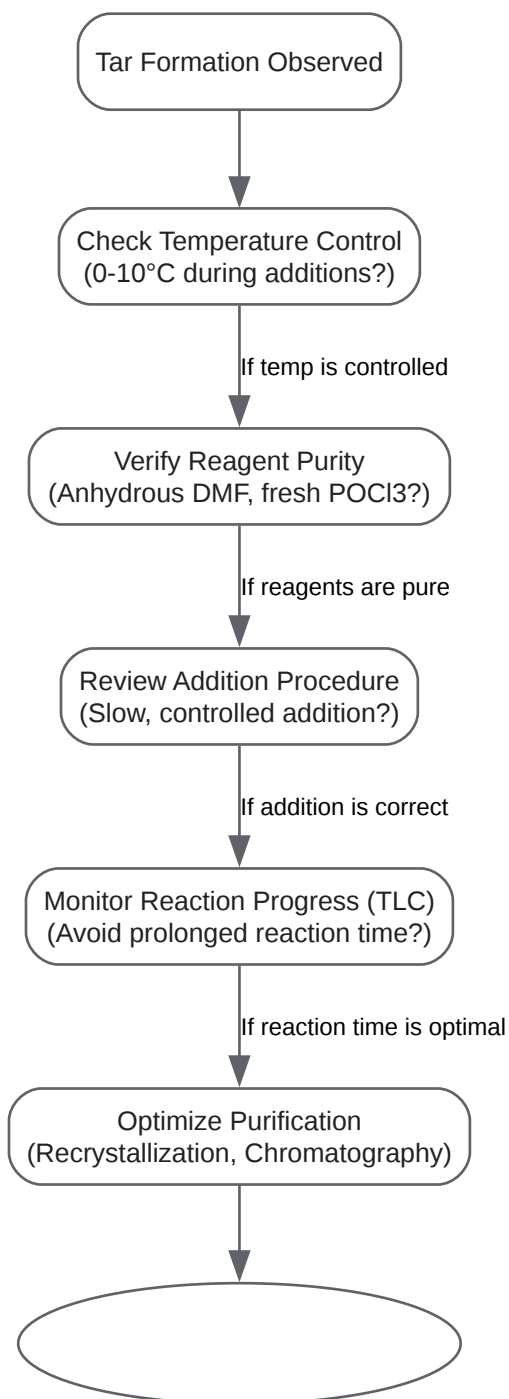 Tar Formation Observed
Check Temperature Control
(0-10°C during additions?)
If temp is controlled
Verify Reagent Purity
(Anhydrous DMF, fresh POCl3?)
If reagents are pure
Review Addition Procedure
(Slow, controlled addition?)
If addition is correct
Monitor Reaction Progress (TLC)
(Avoid prolonged reaction time?)
If reaction time is optimal
Optimize Purification
(Recrystallization, Chromatography)